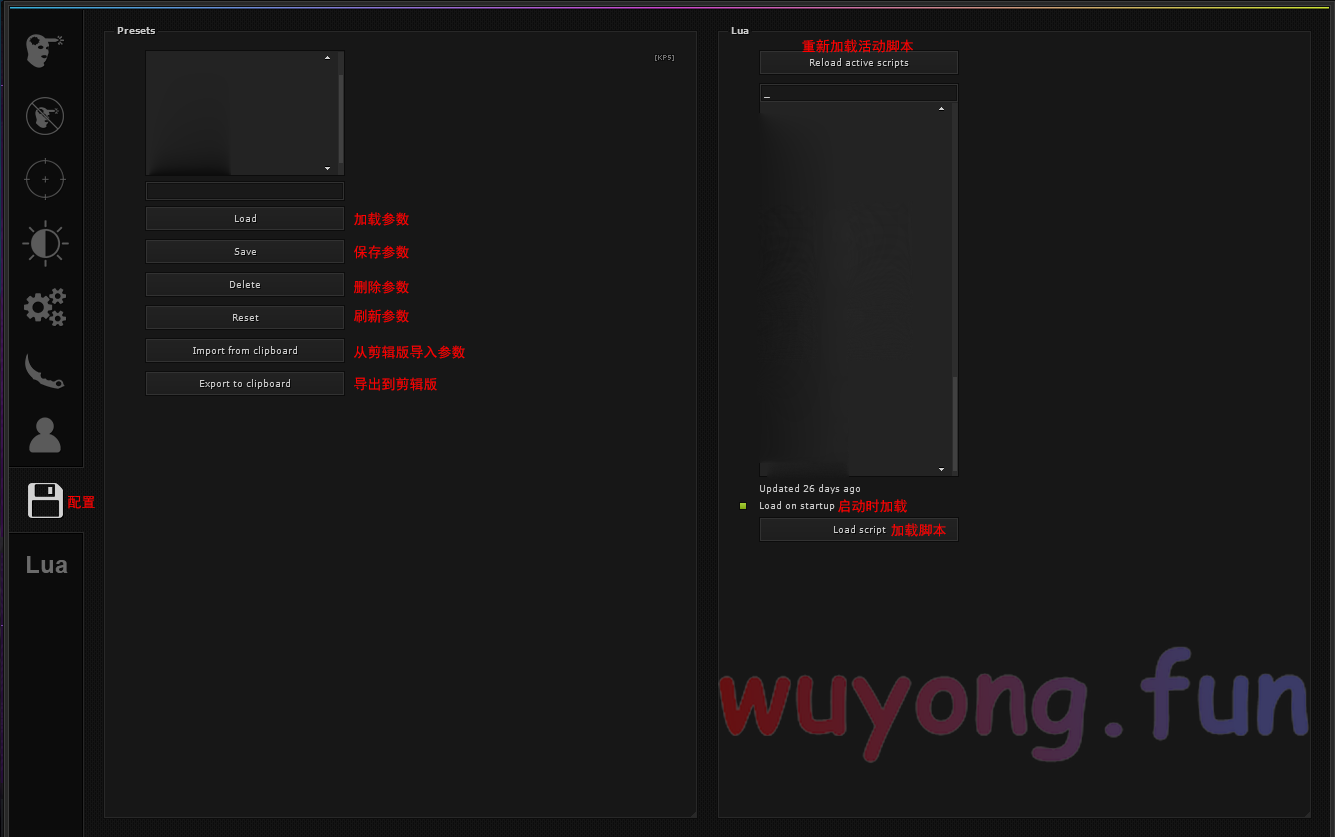 Presets
[KP5]
Load
加载参数
Save
保存参数
Delete
删除参数
Reset
刷新参数
Import from clipboard
从剪辑版导入参数
Export to clipboard
导出到剪辑版
配置
Lua
Lua
重新加载活动脚本
Reload active scripts
_
Updated 26 days ago
Load on startup 启动时加载
Load script 加载脚本
wuyong.fun